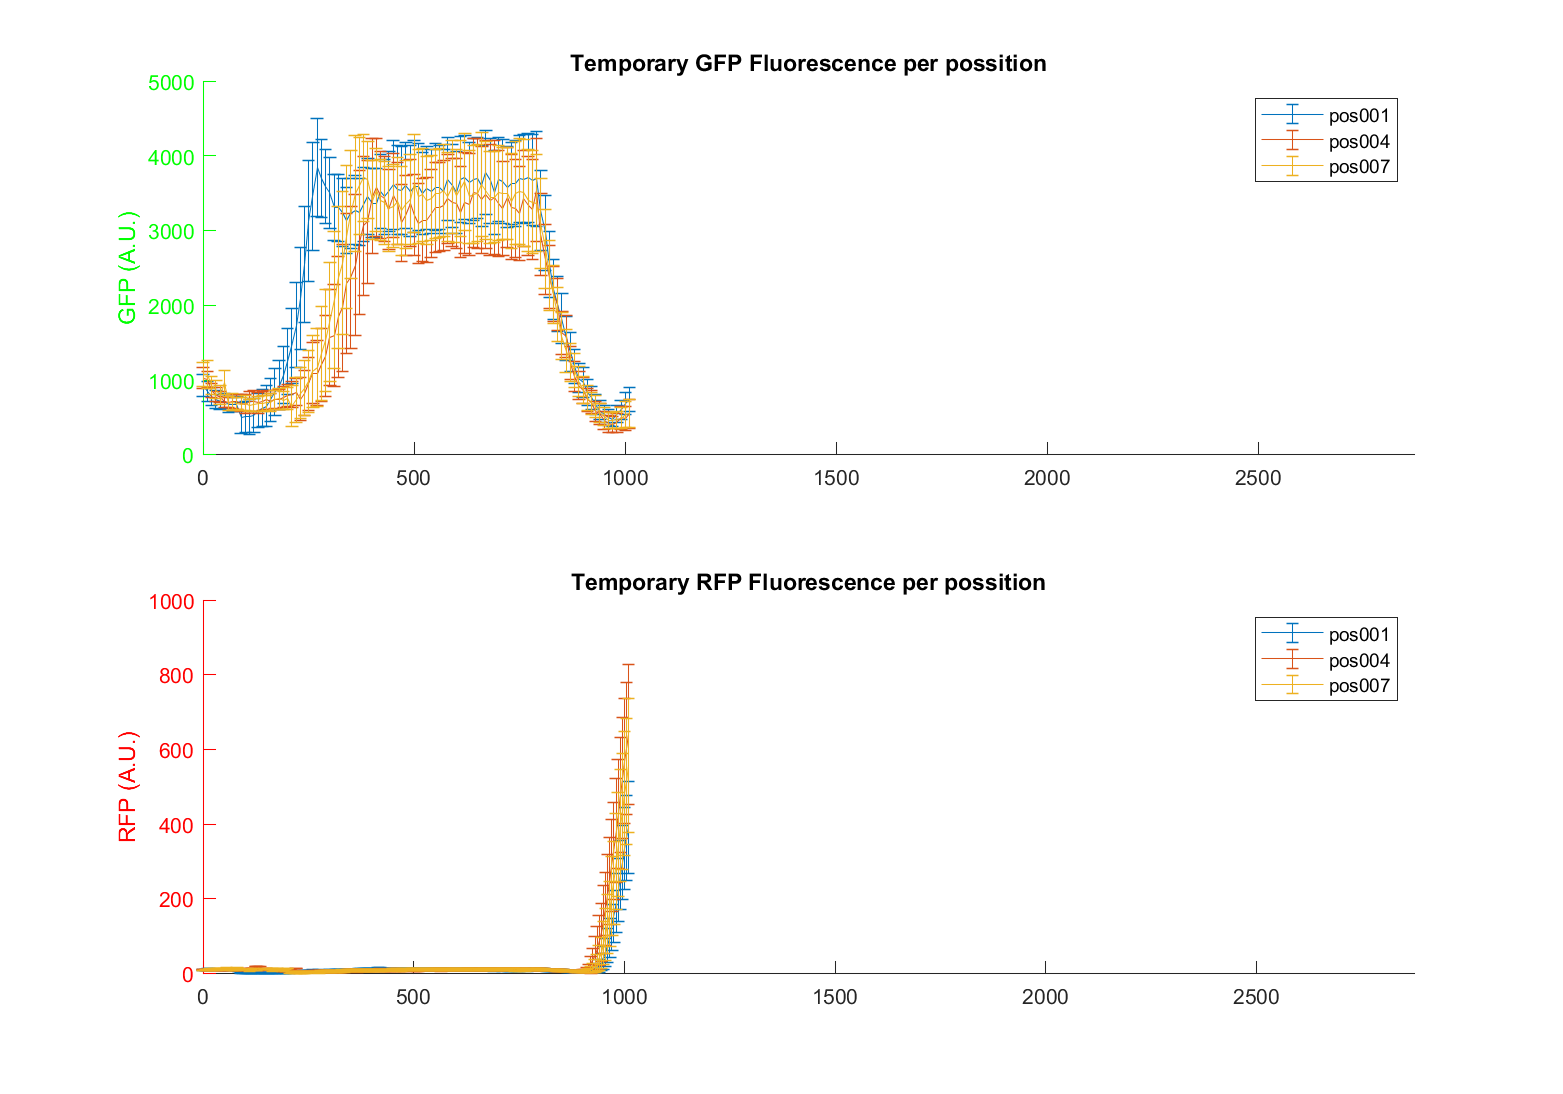 Temporary GFP Fluorescence per possition
GFP (A.U.)
5000
4000
3000
2000
1000
0
0 500 1000 1500 2000 2500
pos001
pos004
pos007
Temporary RFP Fluorescence per possition
RFP (A.U.)
1000
800
600
400
200
0
0 500 1000 1500 2000 2500
pos001
pos004
pos007